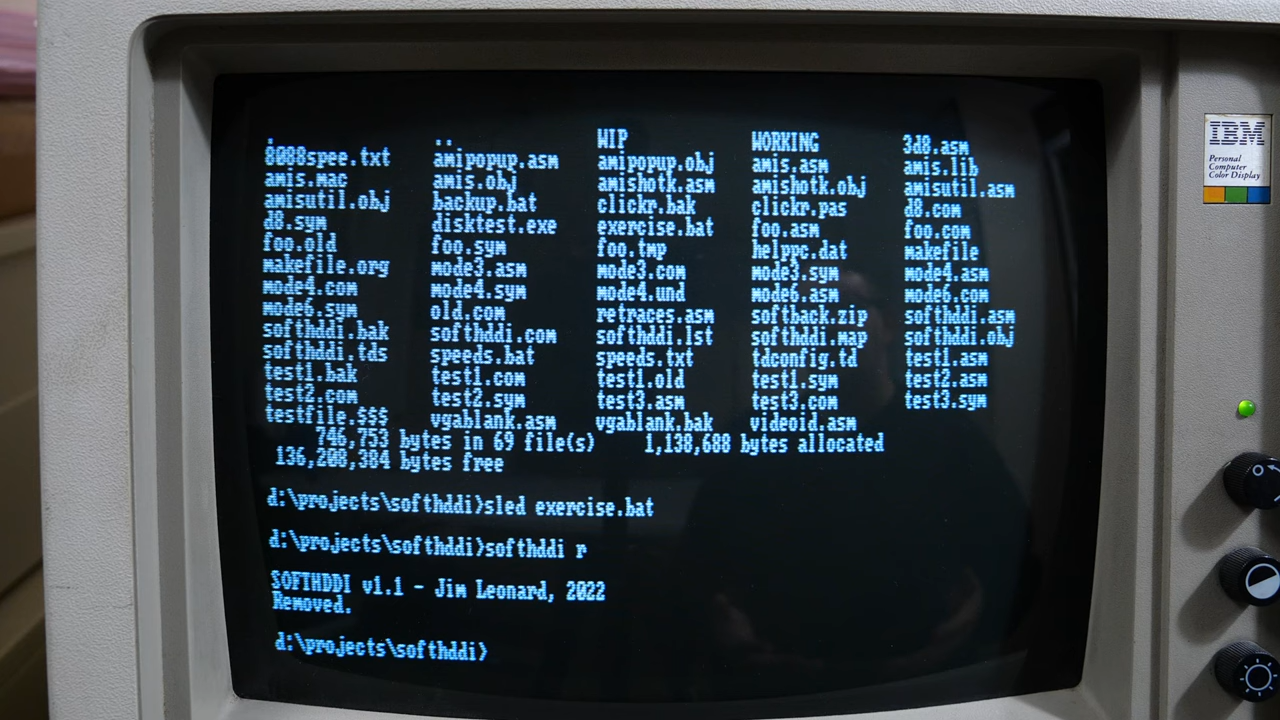 . .. WIP WORKING 3d8.asm
8088spee.txt amipopup.asm amipopup.obj amis.asm amis.lib
amis.mac amis.obj amishotk.asm amishotk.obj amisutil.asm
amisutil.obj backup.bat clickr.bak clickr.pas d8.com
d8.sym disktest.exe exercise.bat foo.asm foo.com
foo.old foo.sym foo.tmp helppc.dat makefile
makefile.org mode3.asm mode3.com mode3.sym mode4.asm
mode4.com mode4.sym mode4.und mode6.asm mode6.com
mode6.sym old.com retraces.asm softback.zip softhddi.asm
softhddi.bak softhddi.com softhddi.lst softhddi.map softhddi.obj
softhddi.tds speeds.bat speeds.txt tdconfig.td test1.asm
test1.bak test1.com test1.old test1.sym test2.asm
test2.com test2.sym test3.asm test3.com test3.sym
testfile.$$$ vgablank.asm vgablank.bak videoid.asm
746,753 bytes in 69 file(s) 1,138,688 bytes allocated
136,208,384 bytes free
d:\projects\softhddi>sled exercise.bat
d:\projects\softhddi>softhddi r
SOFTHDDI v1.1 - Jim Leonard, 2022
Removed.
d:\projects\softhddi>
IBM
Personal
Computer
Color Display